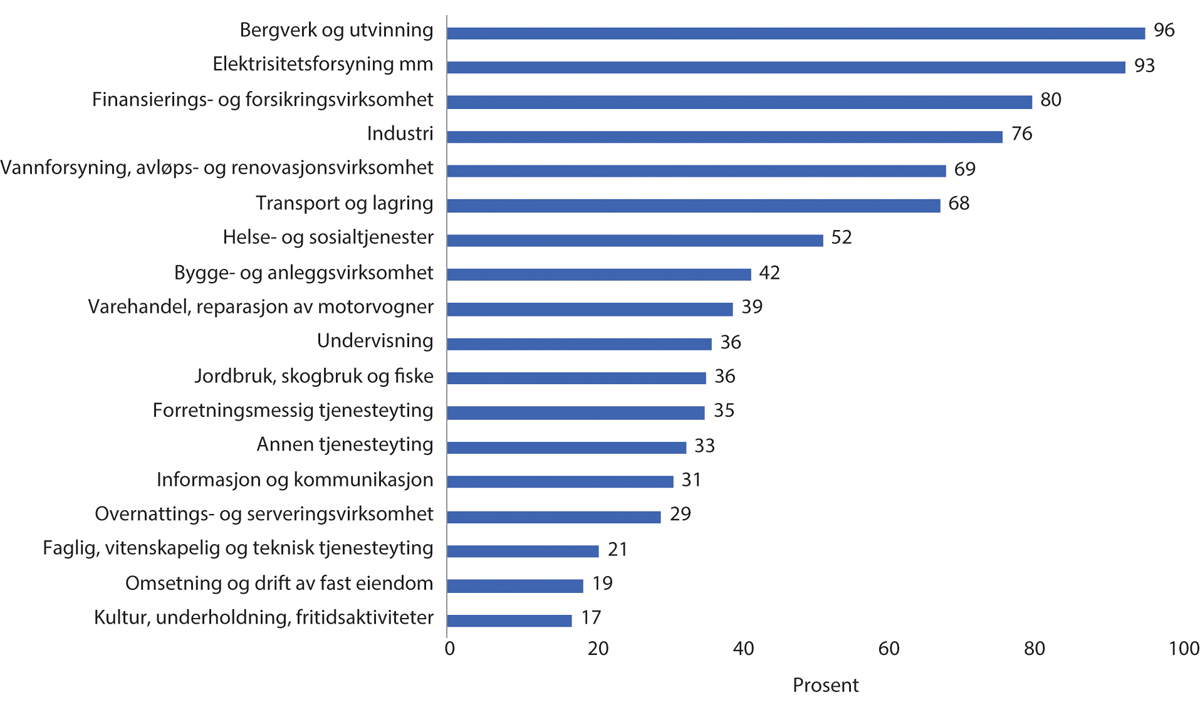 Bergverk og utvinning 96
Elektrisitetsforsyning mm 93
Finansierings- og forsikringsvirksomhet 80
Industri 76
Vannforsyning, avløps- og renovasjonsvirksomhet 69
Transport og lagring 68
Helse- og sosialtjenester 52
Bygge- og anleggsvirksomhet 42
Varehandel, reparasjon av motorvogner 39
Undervisning 36
Jordbruk, skogbruk og fiske 36
Forretningsmessig tjenesteyting 35
Annen tjenesteyting 33
Informasjon og kommunikasjon 31
Overnattings- og serveringsvirksomhet 29
Faglig, vitenskapelig og teknisk tjenesteyting 21
Omsetning og drift av fast eiendom 19
Kultur, underholdning, fritidsaktiviteter 17
0 20 40 60 80 100
Prosent